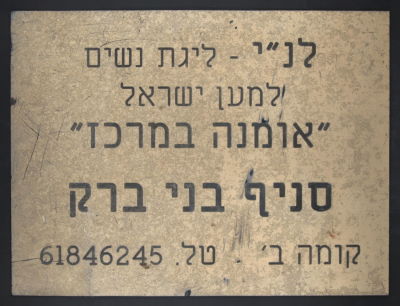 לנ״י - ליגת נשים
למען ישראל
״אומנה במרכז״
סניף בני ברק
קומה ב׳ . טל. 61846245